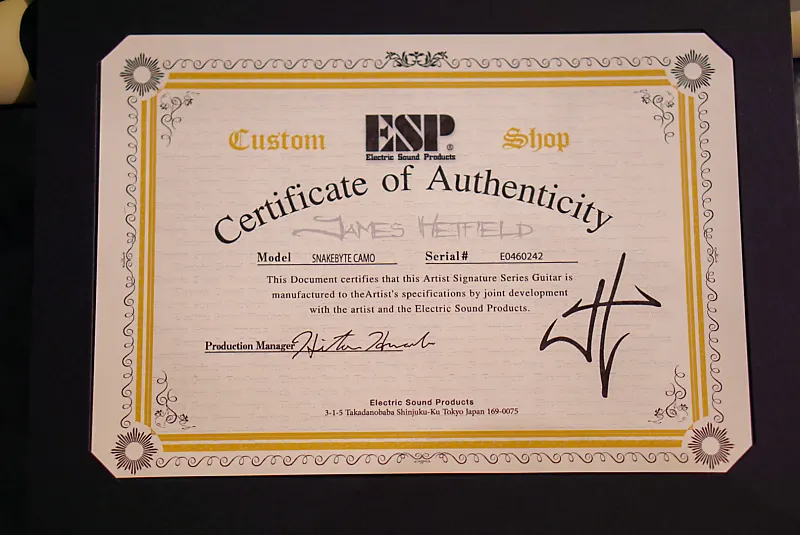 Custom ESP® Shop
Electric Sound Products
Certificate of Authenticity
JAMES HETFIELD
Model SNAKEBYTE CAMO Serial# E0460242
This Document certifies that this Artist Signature Series Guitar is
manufactured to theArtist's specifications by joint development
with the artist and the Electric Sound Products.
Production Manager
Electric Sound Products
3-1-5 Takadanobaba Shinjuku-Ku Tokyo Japan 169-0075